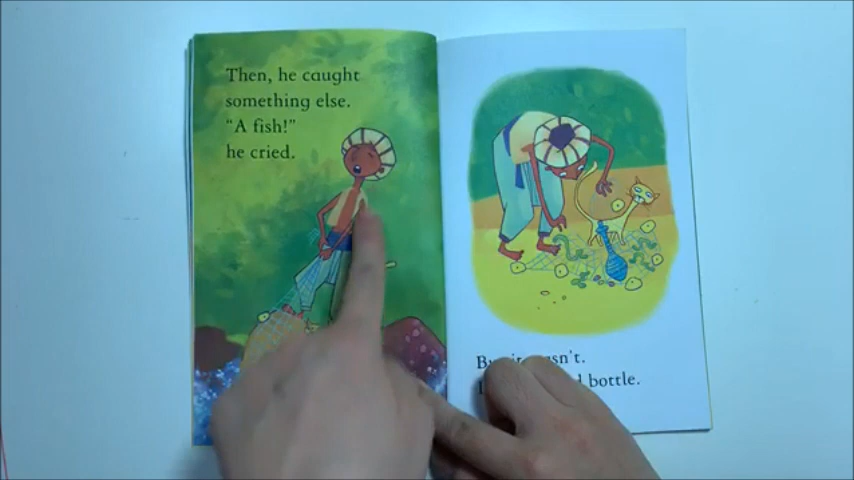 Then, he caught
something else.
"A fish!"
he cried.
bottle.